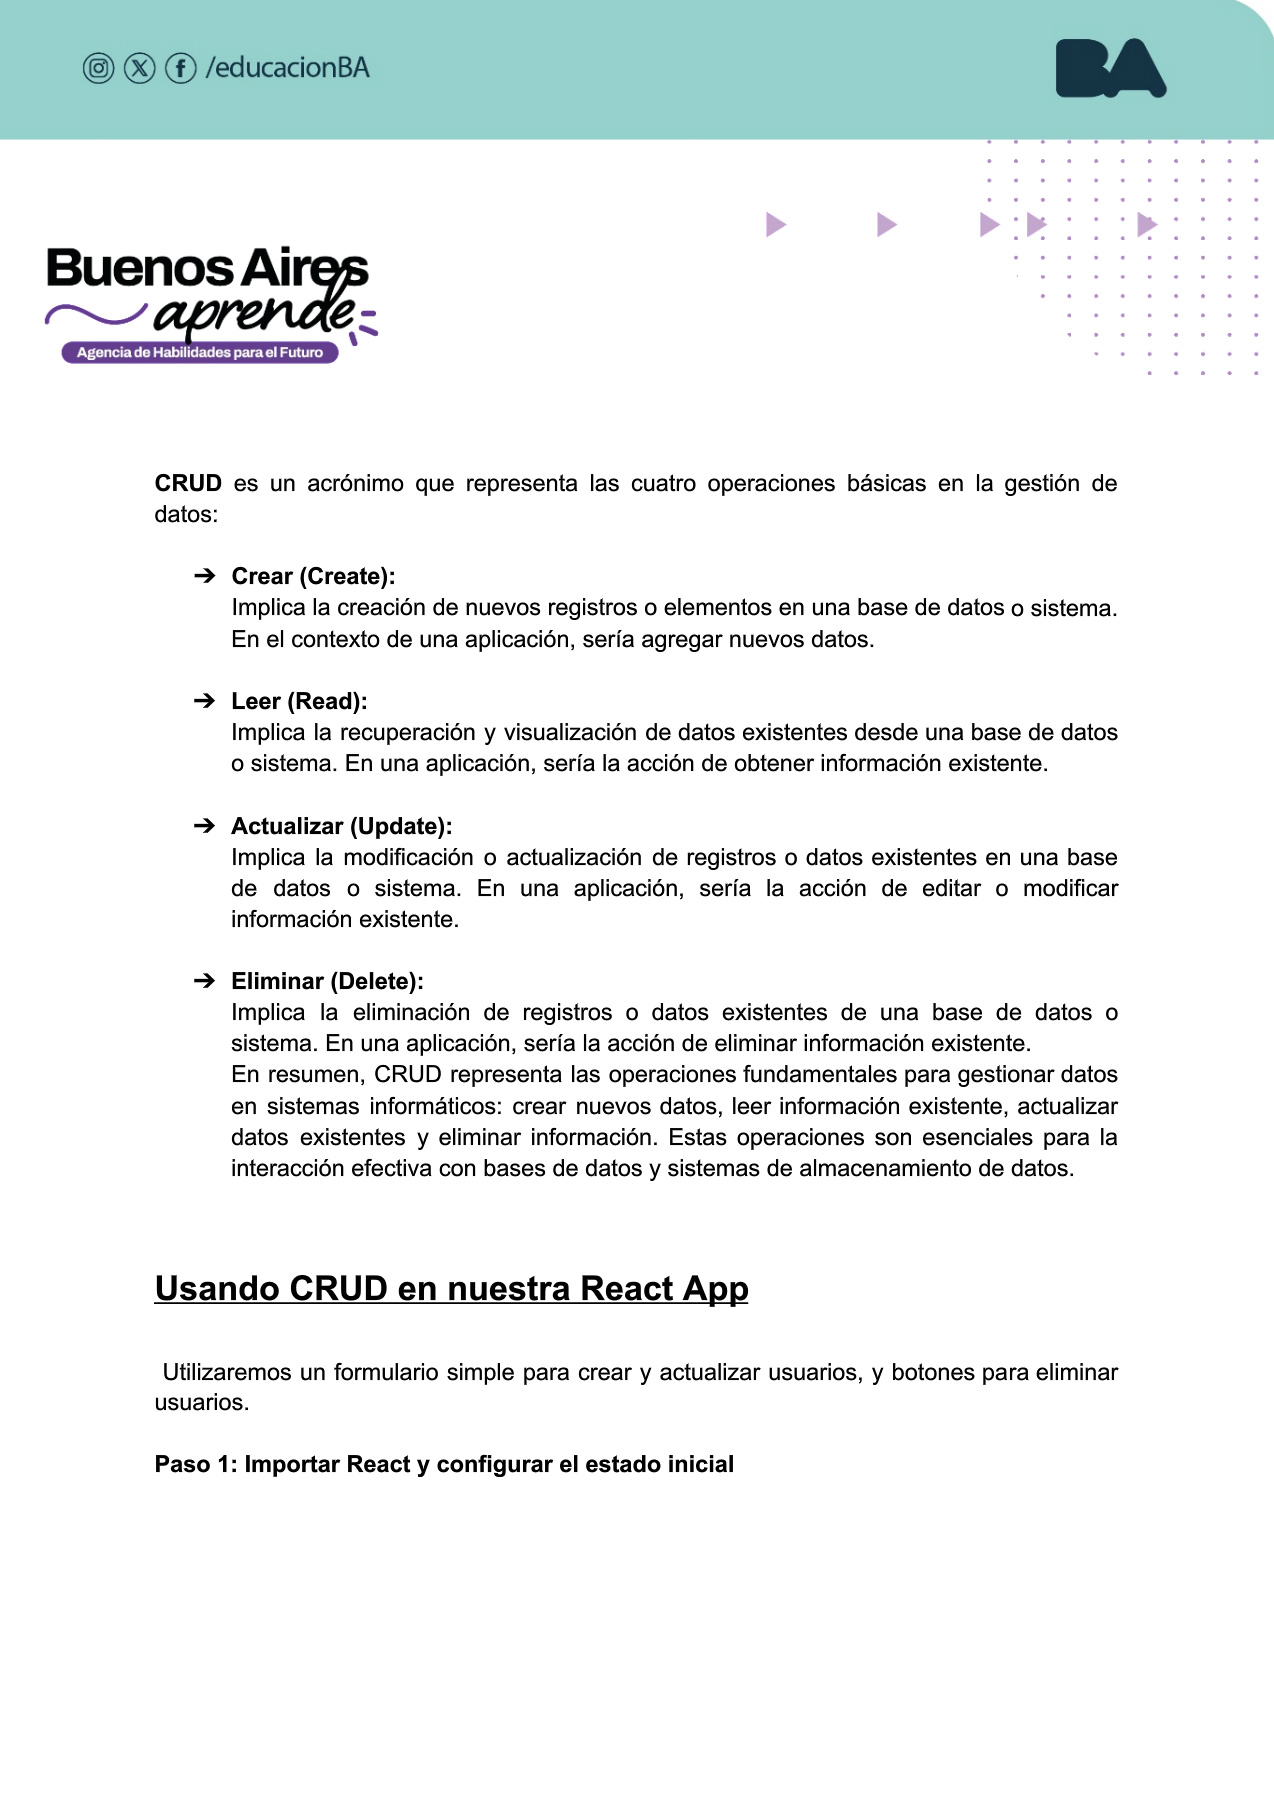 /educacionBA
BA
Buenos Aires
aprende
Agencia de Habilidades para el Futuro
CRUD es un acrónimo que representa las cuatro operaciones básicas en la gestión de
datos:
➔ Crear (Create):
Implica la creación de nuevos registros o elementos en una base de datos o sistema.
En el contexto de una aplicación, sería agregar nuevos datos.
➔ Leer (Read):
Implica la recuperación y visualización de datos existentes desde una base de datos
o sistema. En una aplicación, sería la acción de obtener información existente.
➔ Actualizar (Update):
Implica la modificación o actualización de registros o datos existentes en una base
de datos o sistema. En una aplicación, sería la acción de editar o modificar
información existente.
➔ Eliminar (Delete):
Implica la eliminación de registros o datos existentes de una base de datos o
sistema. En una aplicación, sería la acción de eliminar información existente.
En resumen, CRUD representa las operaciones fundamentales para gestionar datos
en sistemas informáticos: crear nuevos datos, leer información existente, actualizar
datos existentes y eliminar información. Estas operaciones son esenciales para la
interacción efectiva con bases de datos y sistemas de almacenamiento de datos.
Usando CRUD en nuestra React App
Utilizaremos un formulario simple para crear y actualizar usuarios, y botones para eliminar
usuarios.
Paso 1: Importar React y configurar el estado inicial